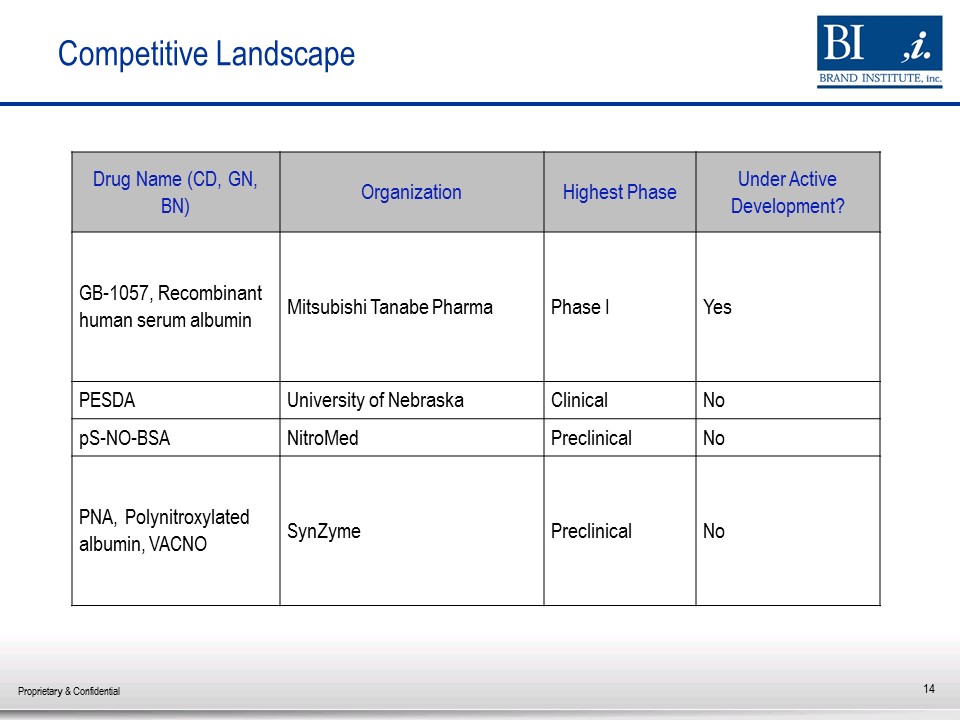 Competitive Landscape
BI ,i.
BRAND INSTITUTE, inc.
Drug Name (CD, GN,
BN)
Organization
Highest Phase
Under Active
Development?
GB-1057, Recombinant
human serum albumin
Mitsubishi Tanabe Pharma
Phase I
Yes
PESDA
University of Nebraska
Clinical
No
pS-NO-BSA
NitroMed
Preclinical
No
PNA, Polynitroxylated
albumin, VACNO
SynZyme
Preclinical
No
Proprietary & Confidential
14